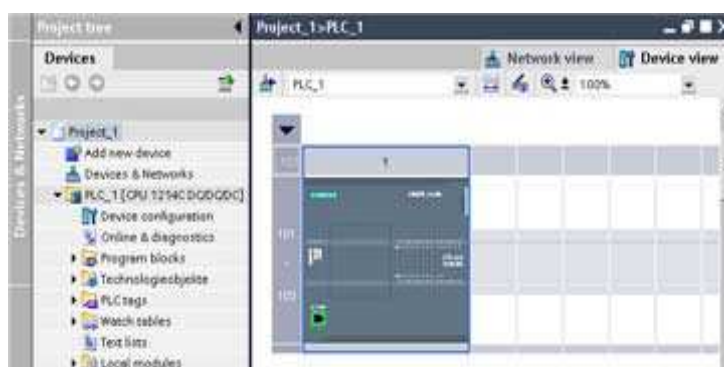 Project tree
Project_1>PLC_1
Devices
Network view
Device view
PLC_1
100%
Project_1
Add new device
Devices & Networks
PLC_1 [CPU 1214C DC/DC/DC]
Device configuration
Online & diagnostics
Program blocks
Technologieobjekte
PLC tags
Watch tables
Text lists
Local modules
Devices & Networks
1
101
103